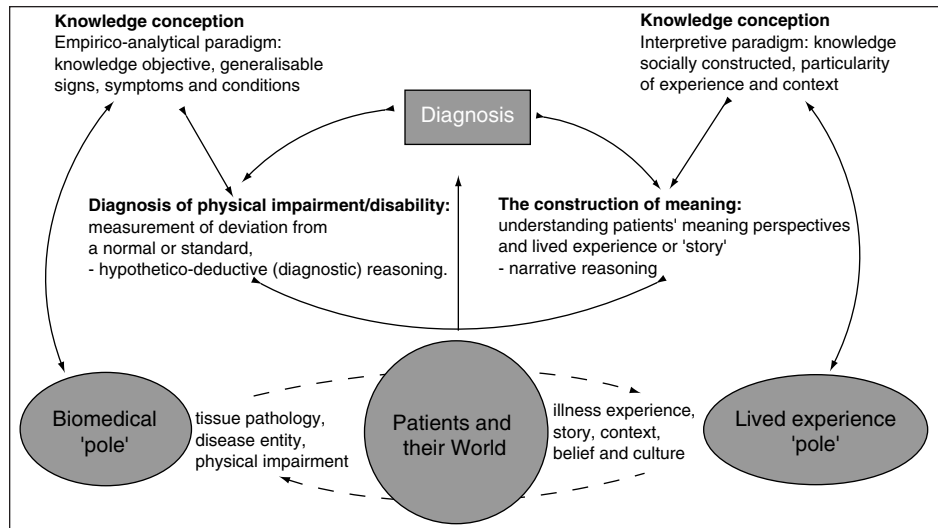 Knowledge conception
Empirico-analytical paradigm:
knowledge objective, generalisable
signs, symptoms and conditions
Knowledge conception
Interpretive paradigm: knowledge
socially constructed, particularity
of experience and context
Diagnosis
Diagnosis of physical impairment/disability:
measurement of deviation from
a normal or standard,
- hypothetico-deductive (diagnostic) reasoning.
The construction of meaning:
understanding patients' meaning perspectives
and lived experience or 'story'
- narrative reasoning
Biomedical
'pole'
tissue pathology,
disease entity,
physical impairment
Patients and
their World
illness experience,
story, context,
belief and culture
Lived experience
'pole'